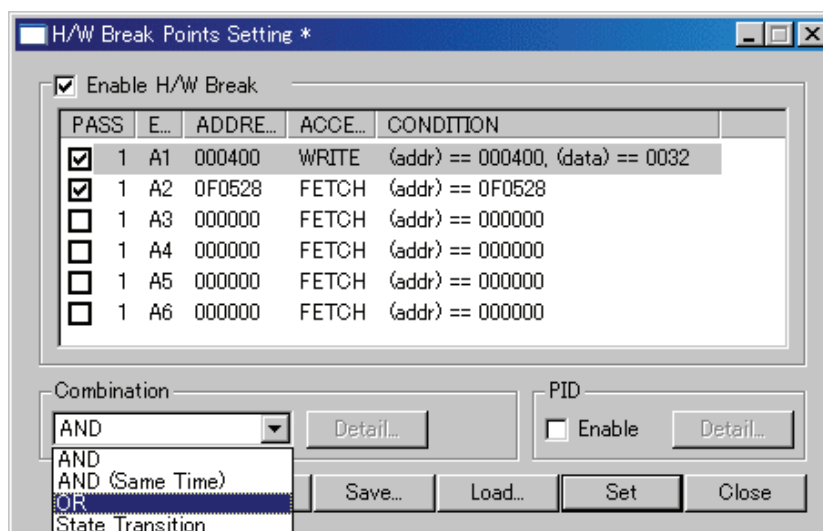 H/W Break Points Setting *
Enable H/W Break
PASS E... ADDRE... ACCE... CONDITION
1 A1 000400 WRITE (addr) == 000400, (data) == 0032
1 A2 0F0528 FETCH (addr) == 0F0528
1 A3 000000 FETCH (addr) == 000000
1 A4 000000 FETCH (addr) == 000000
1 A5 000000 FETCH (addr) == 000000
1 A6 000000 FETCH (addr) == 000000
Combination PID
AND Detail... Enable Detail...
AND
AND (Same Time)
OR Save... Load... Set Close
State Transition